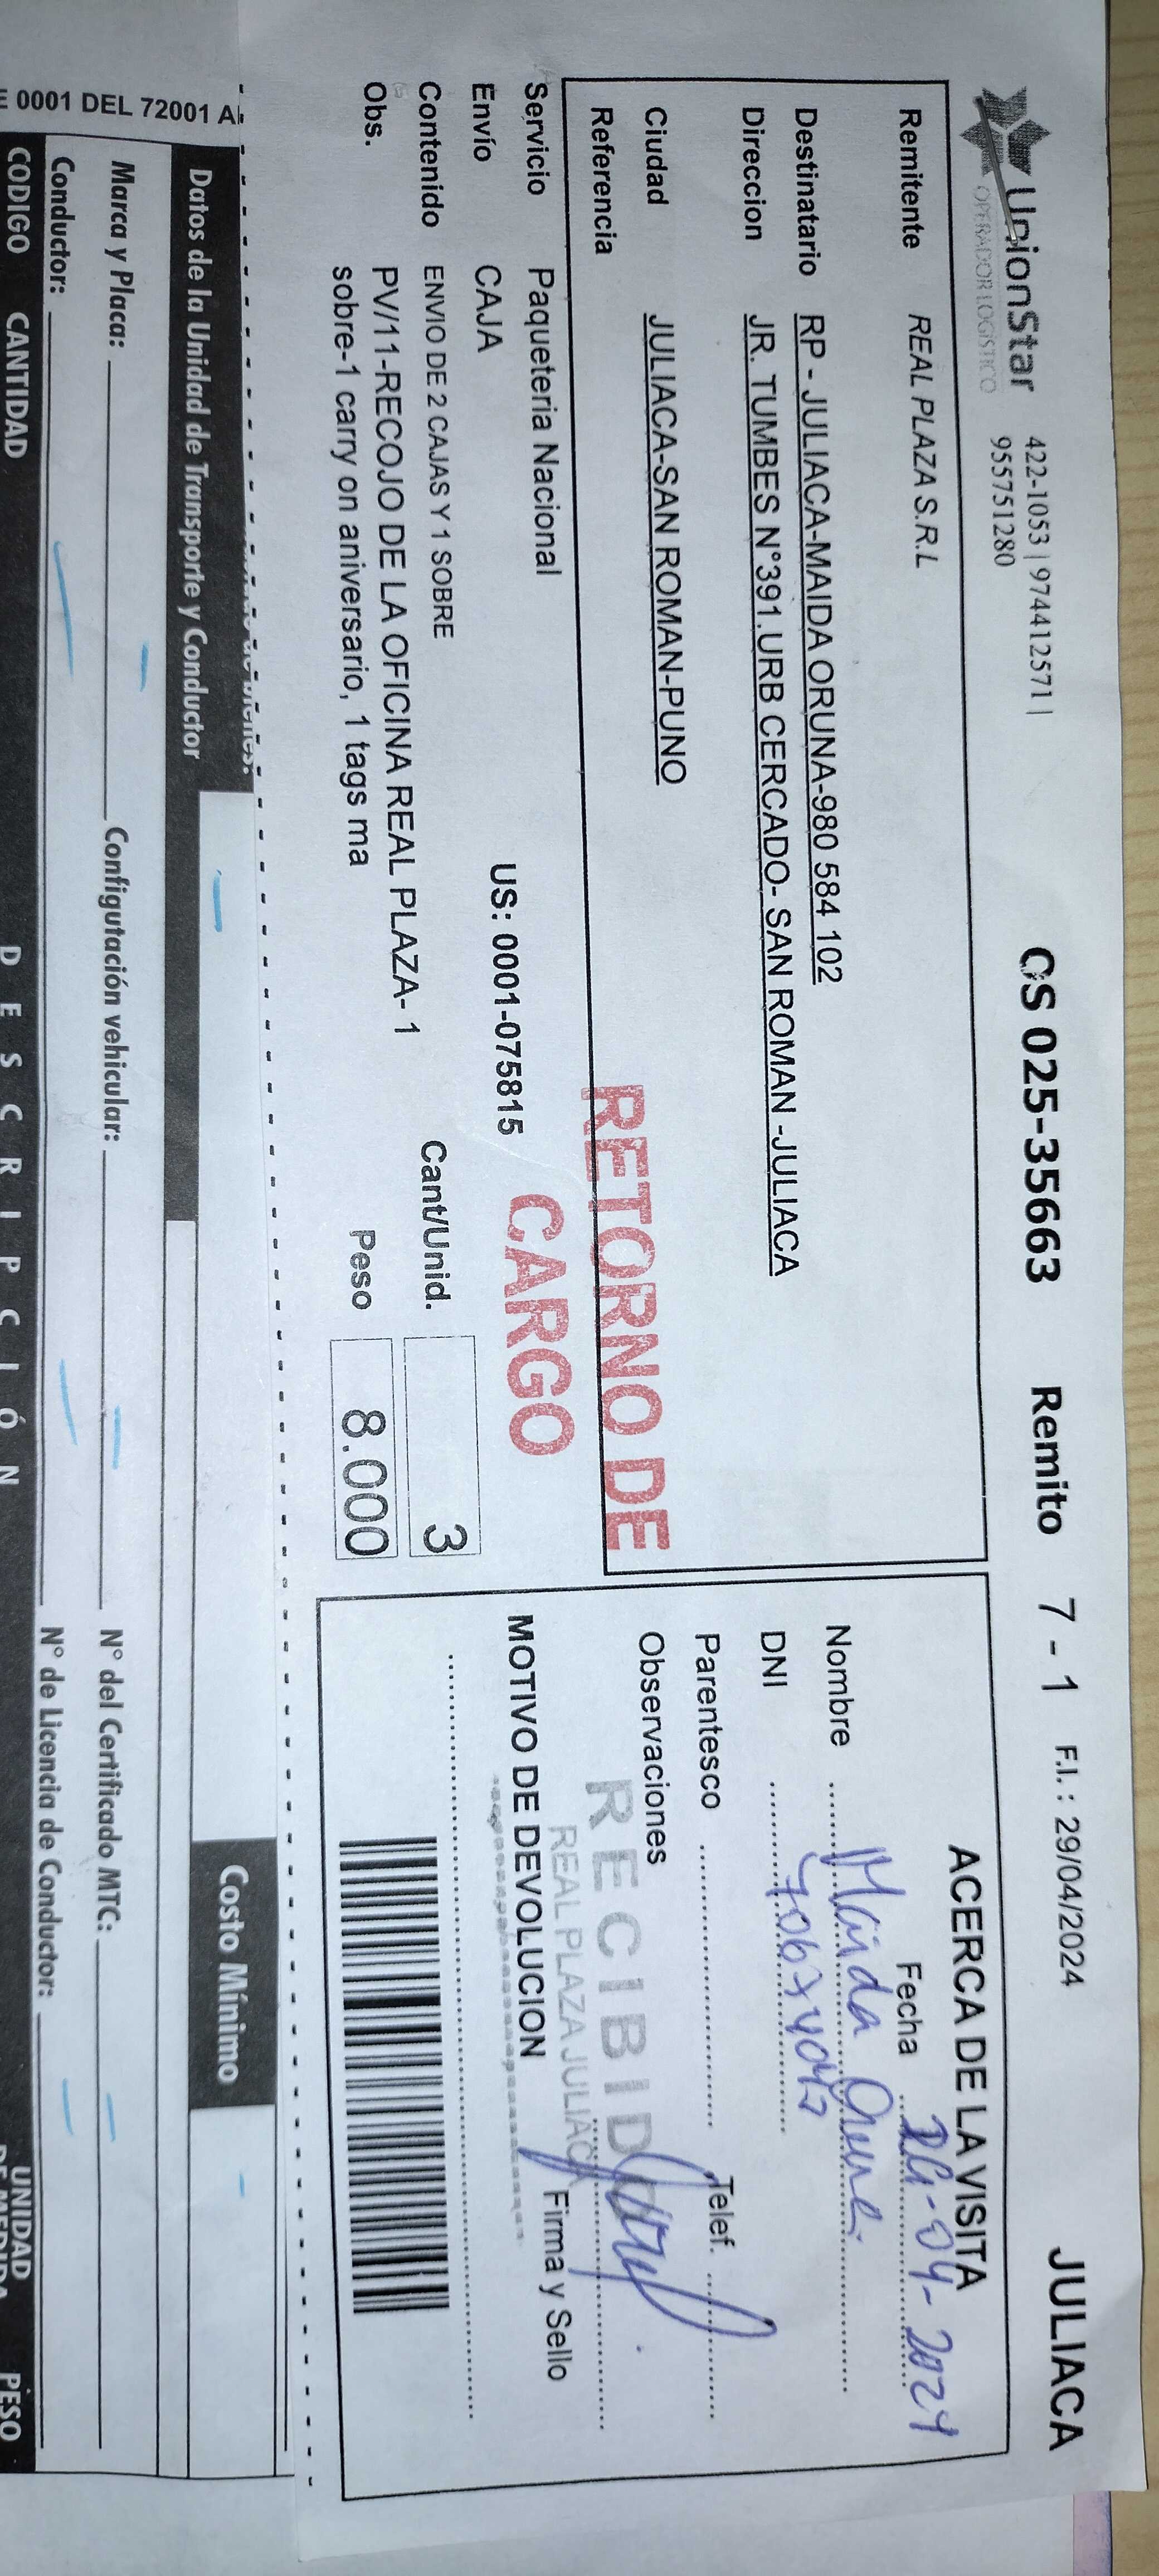 UnionStar
OPERADOR LOGÍSTICO
422-1053 | 974412571 |
955751280
OS 025-35663 Remito 7 - 1 F.I. : 29/04/2024 JULIACA
Remitente REAL PLAZA S.R.L
Destinatario RP - JULIACA-MAIDA ORUNA-980 584 102
Direccion JR. TUMBES N°391.URB CERCADO- SAN ROMAN -JULIACA
Ciudad JULIACA-SAN ROMAN-PUNO
Referencia
RETORNO DE
CARGO
Servicio Paqueteria Nacional
Envío CAJA US: 0001-075815
Contenido ENVIO DE 2 CAJAS Y 1 SOBRE Cant/Unid. 3
Obs. PV/11-RECOJO DE LA OFICINA REAL PLAZA- 1
sobre-1 carry on aniversario, 1 tags ma
Peso 8.000
ACERCA DE LA VISITA
Fecha -04-2024
Nombre Maida
DNI
Parentesco Telef.
Observaciones
RECIBID
REAL PLAZA JULIACA
Firma y Sello
MOTIVO DE DEVOLUCION
0001 DEL 72001 A
Datos de la Unidad de Transporte y Conductor
Costo Mínimo
Marca y Placa: Configutación vehicular: N° del Certificado MTC:
Conductor: N° de Licencia de Conductor:
CODIGO CANTIDAD DESCRIPCIÓN UNIDAD DE MEDIDA PESO